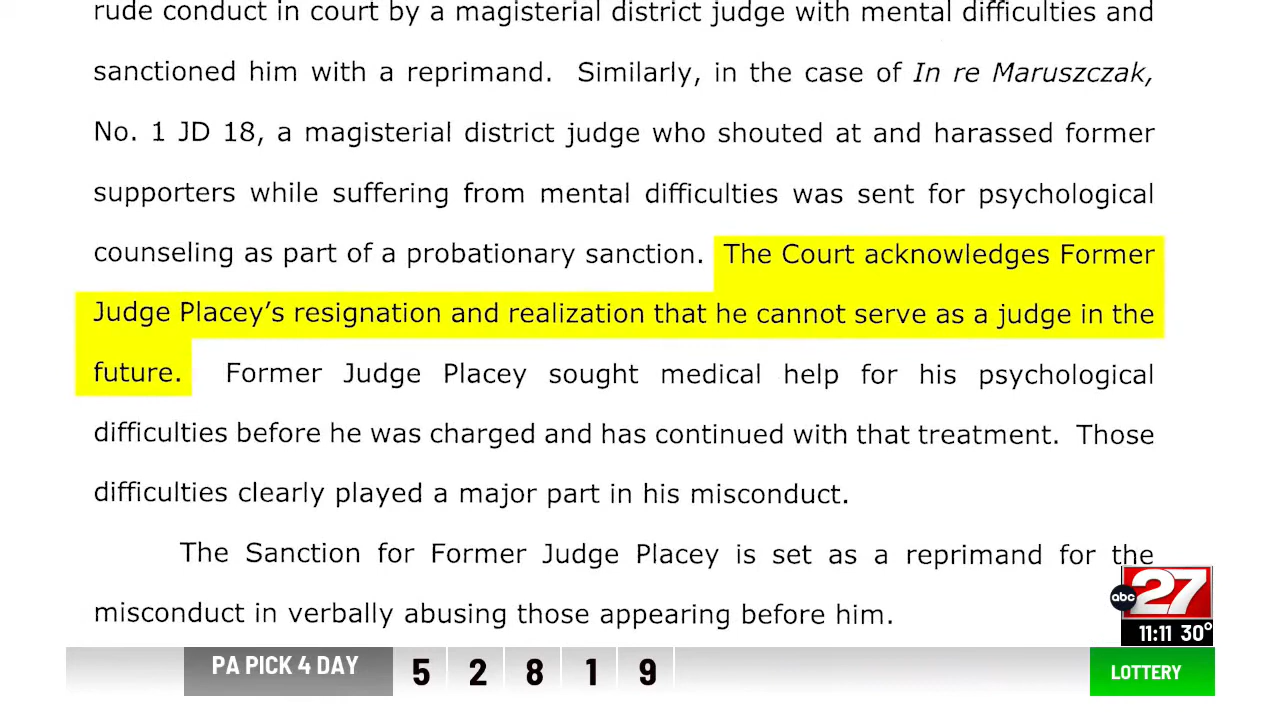 rude conduct in court by a magisterial district judge with mental difficulties and
sanctioned him with a reprimand. Similarly, in the case of In re Maruszczak,
No. 1 JD 18, a magisterial district judge who shouted at and harassed former
supporters while suffering from mental difficulties was sent for psychological
counseling as part of a probationary sanction. The Court acknowledges Former
Judge Placey’s resignation and realization that he cannot serve as a judge in the
future. Former Judge Placey sought medical help for his psychological
difficulties before he was charged and has continued with that treatment. Those
difficulties clearly played a major part in his misconduct.
The Sanction for Former Judge Placey is set as a reprimand for the
misconduct in verbally abusing those appearing before him.
abc 27
11:11 30°
PA PICK 4 DAY 5 2 8 1 9 LOTTERY